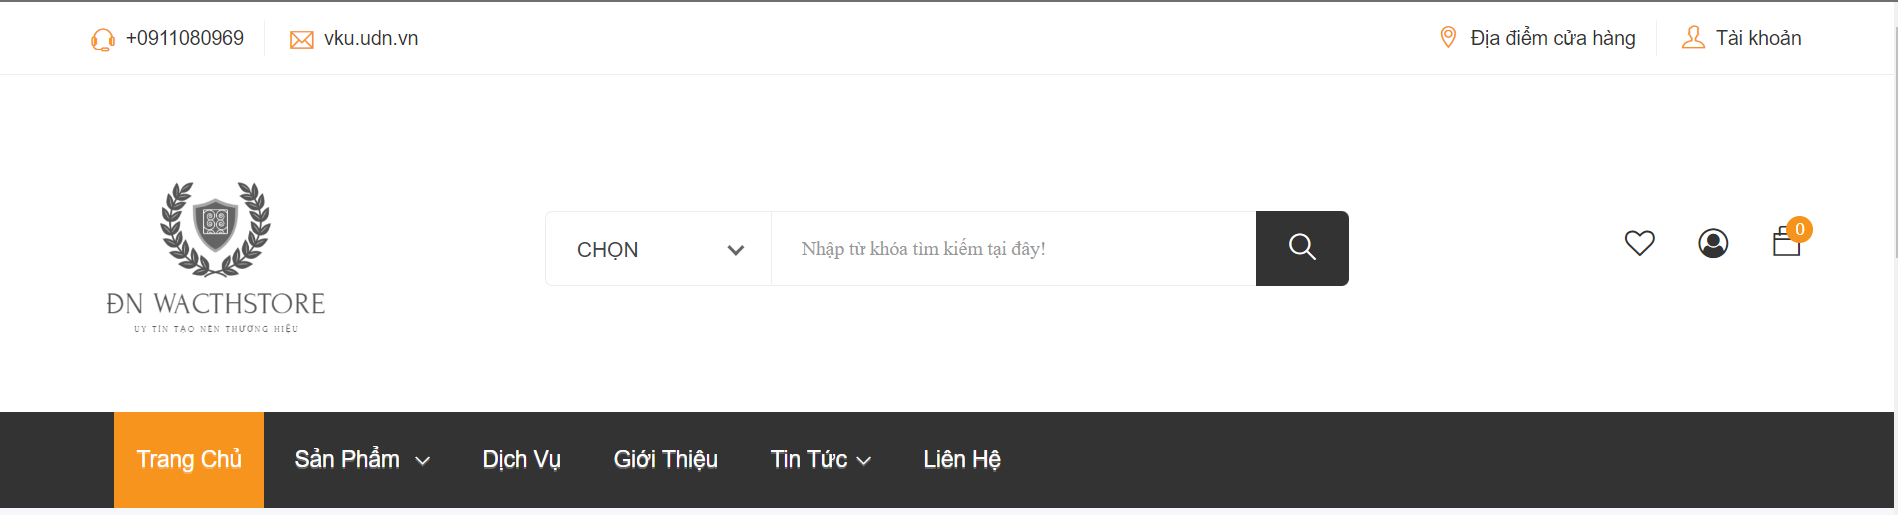 +0911080969 vku.udn.vn Địa điểm cửa hàng Tài khoản
ĐN WACTHSTORE
UY TÍN TẠO NÊN THƯƠNG HIỆU
CHỌN Nhập từ khóa tìm kiếm tại đây! 0
Trang Chủ Sản Phẩm Dịch Vụ Giới Thiệu Tin Tức Liên Hệ